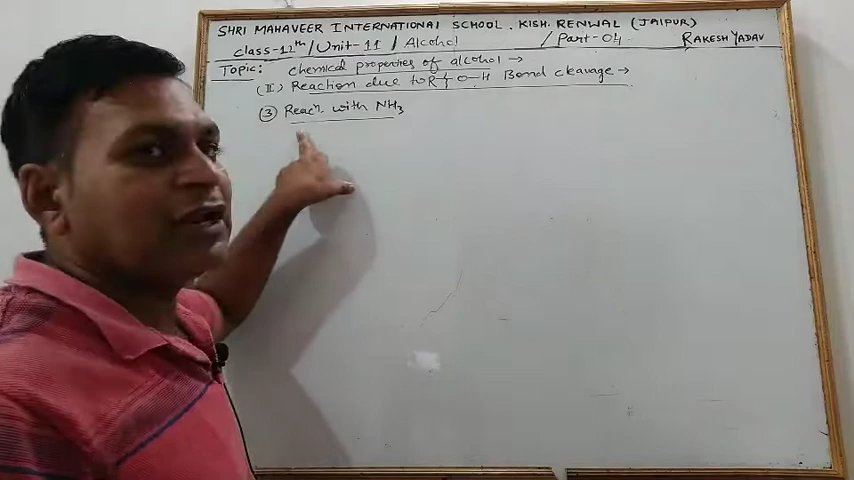 SHRI MAHAVEER INTERNATIONAL SCHOOL. KISH. RENWAL (JAIPUR)
class-12th / Unit-11 / Alcohol / Part-04. RAKESH YADAV
Topic: chemical properties of alcohol →
(II) Reaction due to R ⌿ O-H Bond cleavage →
(3) Reacn. with NH3